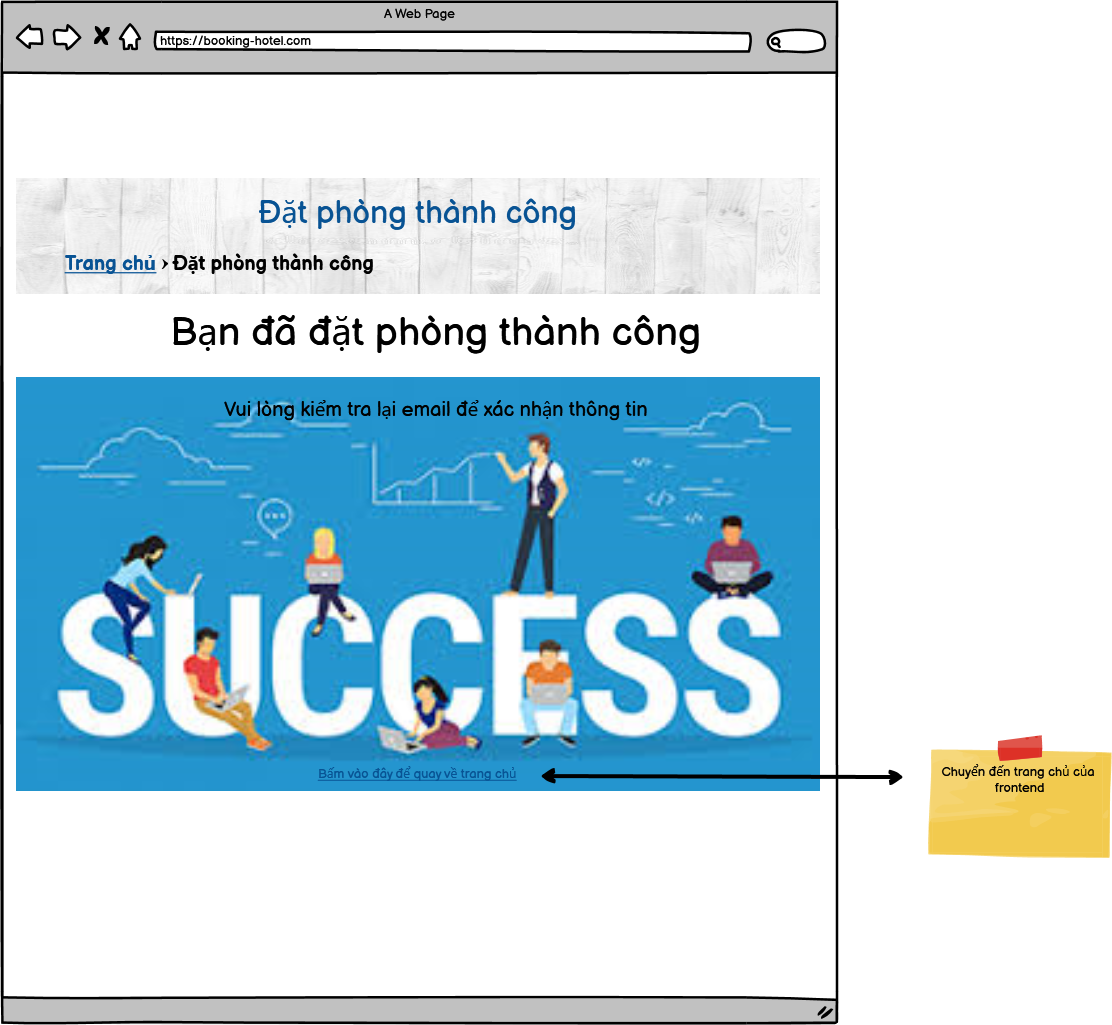 A Web Page
https://booking-hotel.com
Đặt phòng thành công
Trang chủ › Đặt phòng thành công
Bạn đã đặt phòng thành công
Vui lòng kiểm tra lại email để xác nhận thông tin
SUCCESS
Bấm vào đây để quay về trang chủ
Chuyển đến trang chủ của
frontend